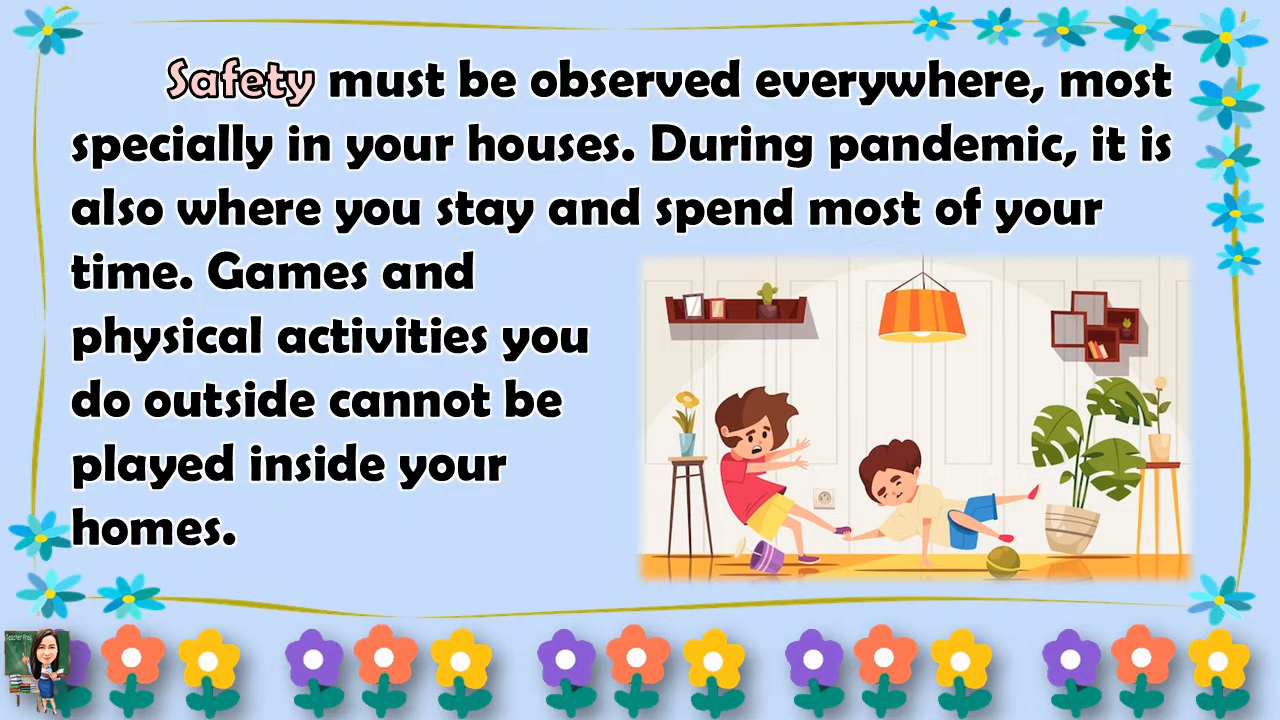 Safety must be observed everywhere, most
specially in your houses. During pandemic, it is
also where you stay and spend most of your
time. Games and
physical activities you
do outside cannot be
played inside your
homes.
Teacher